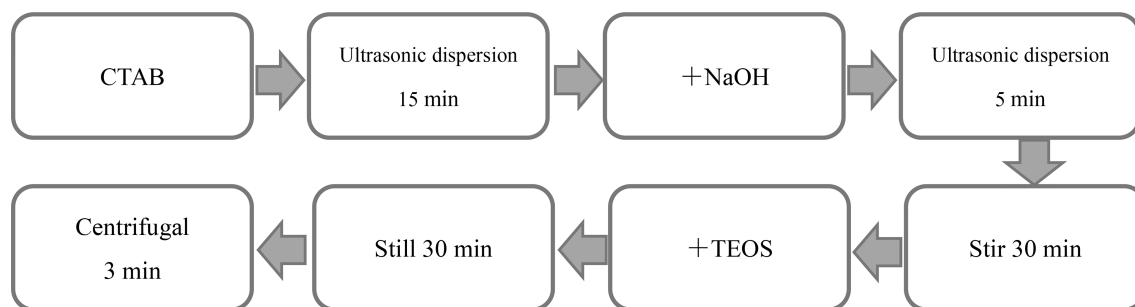 CTAB
Ultrasonic dispersion
15 min
+NaOH
Ultrasonic dispersion
5 min
Stir 30 min
+TEOS
Still 30 min
Centrifugal
3 min